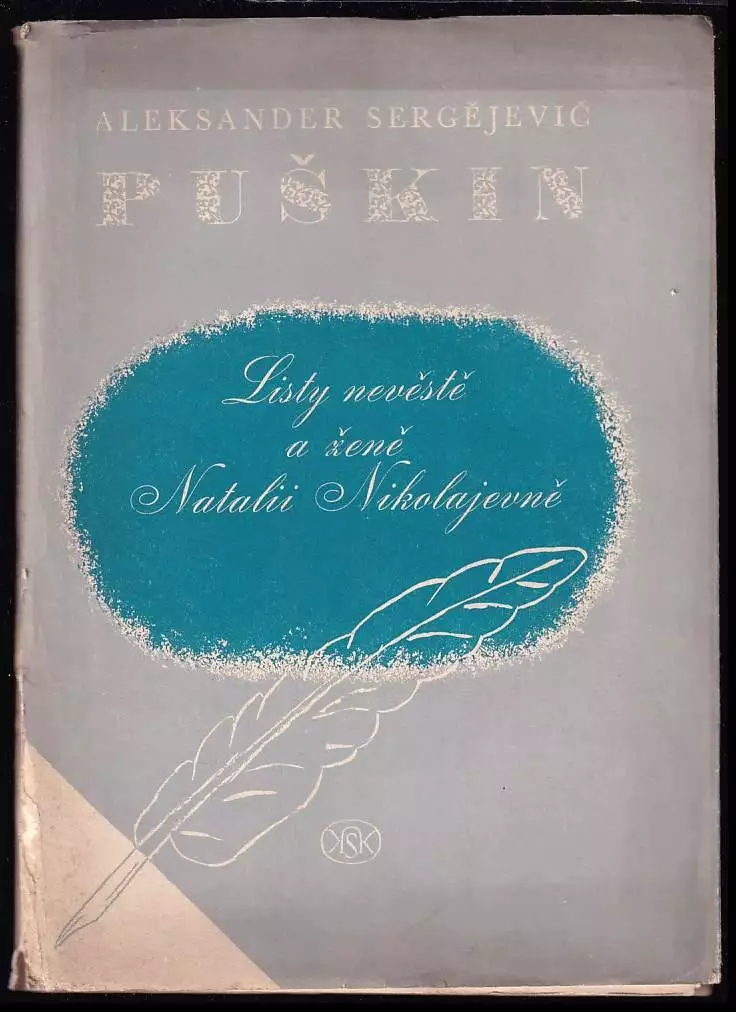 ALEKSANDER SERGĚJEVIČ
PUŠKIN
Listy nevěstě
a ženě
Natalii Nikolajevně
KSK